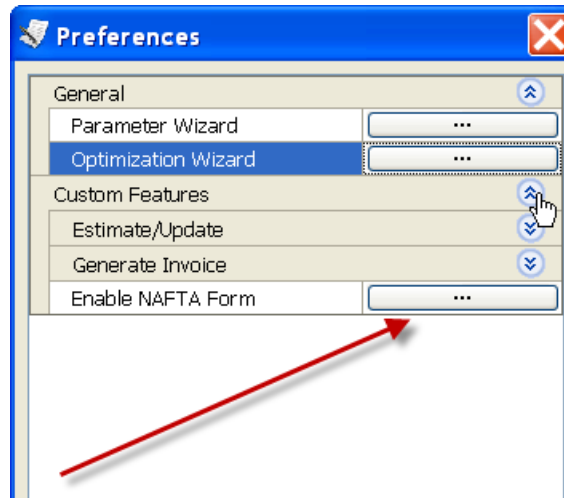 Preferences
General
Parameter Wizard ...
Optimization Wizard ...
Custom Features
Estimate/Update
Generate Invoice
Enable NAFTA Form ...